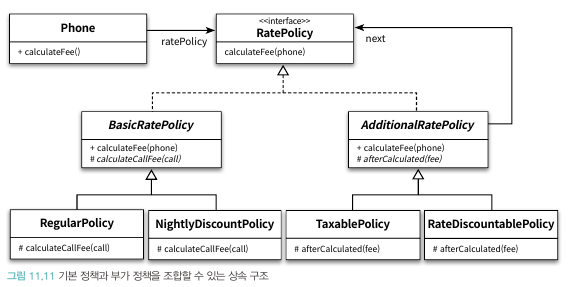 Phone
+ calculateFee()
ratePolicy
<<interface>>
RatePolicy
calculateFee(phone)
next
BasicRatePolicy
+ calculateFee(phone)
# calculateCallFee(call)
AdditionalRatePolicy
+ calculateFee(phone)
# afterCalculated(fee)
RegularPolicy
# calculateCallFee(call)
NightlyDiscountPolicy
# calculateCallFee(call)
TaxablePolicy
# afterCalculated(fee)
RateDiscountablePolicy
# afterCalculated(fee)
그림 11.11 기본 정책과 부가 정책을 조합할 수 있는 상속 구조